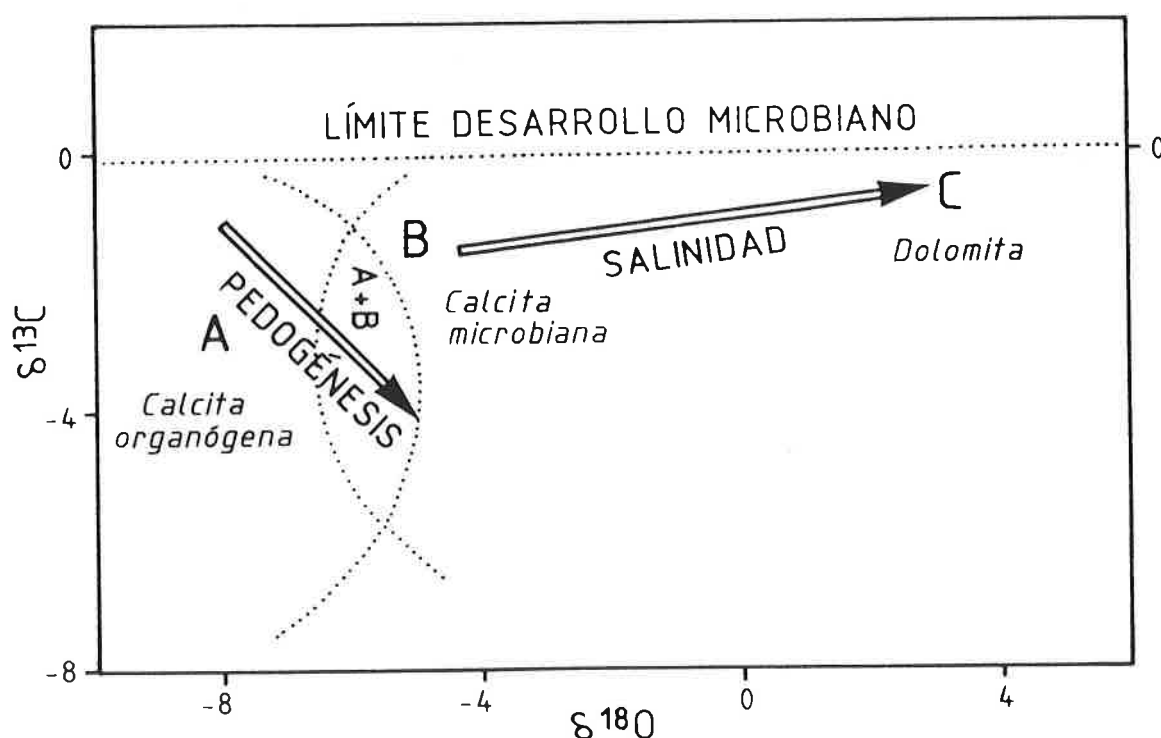 LÍMITE DESARROLLO MICROBIANO
0
0
C
B
SALINIDAD
Dolomita
A+B
Calcita
microbiana
PEDOGÉNESIS
A
δ13C
-4
Calcita
organógena
-8
-8
-4
0
4
δ18O